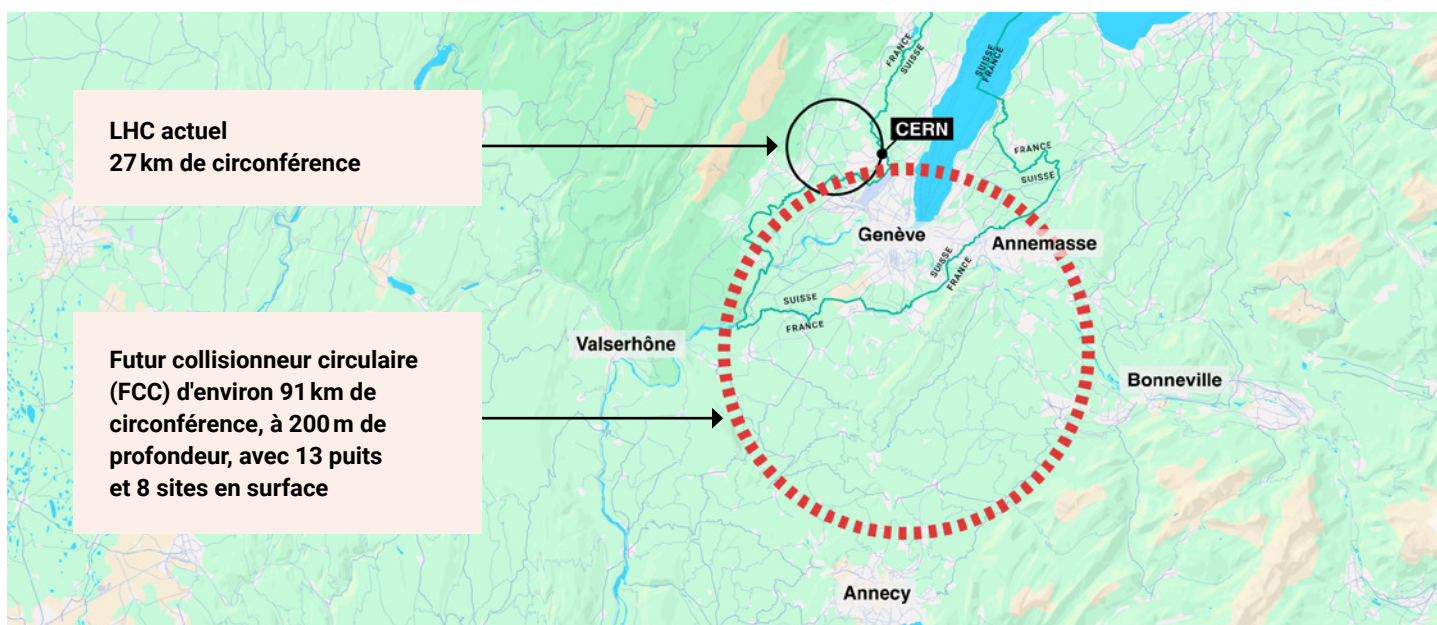 FRANCE
SUISSE
SUISSE
FRANCE
LHC actuel
27 km de circonférence
CERN
FRANCE
SUISSE
Genève
Annemasse
SUISSE
FRANCE
SUISSE
FRANCE
Valserhône
Futur collisionneur circulaire
(FCC) d'environ 91 km de
circonférence, à 200 m de
profondeur, avec 13 puits
et 8 sites en surface
Bonneville
Annecy